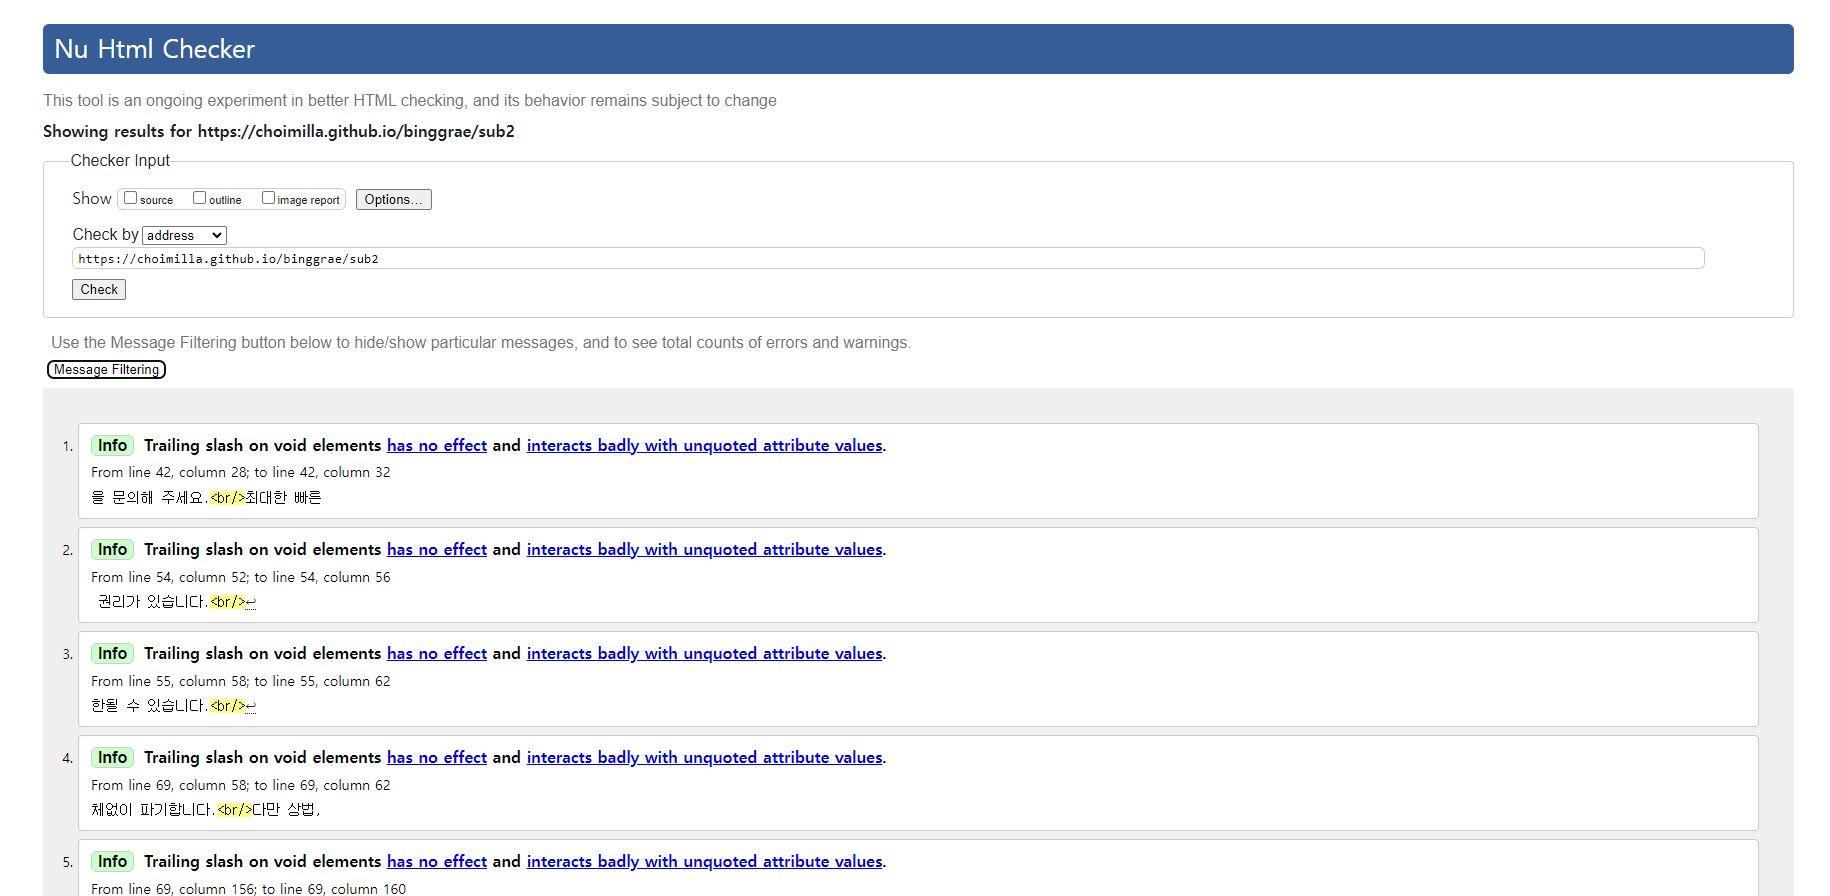 Nu Html Checker
This tool is an ongoing experiment in better HTML checking, and its behavior remains subject to change
Showing results for https://choimilla.github.io/binggrae/sub2
Checker Input
Show source outline image report Options...
Check by address
https://choimilla.github.io/binggrae/sub2
Check
Use the Message Filtering button below to hide/show particular messages, and to see total counts of errors and warnings.
Message Filtering
1. Info Trailing slash on void elements has no effect and interacts badly with unquoted attribute values.
From line 42, column 28; to line 42, column 32
을 문의해 주세요.<br/>최대한 빠른
2. Info Trailing slash on void elements has no effect and interacts badly with unquoted attribute values.
From line 54, column 52; to line 54, column 56
권리가 있습니다.<br/>↩
3. Info Trailing slash on void elements has no effect and interacts badly with unquoted attribute values.
From line 55, column 58; to line 55, column 62
한될 수 있습니다.<br/>↩
4. Info Trailing slash on void elements has no effect and interacts badly with unquoted attribute values.
From line 69, column 58; to line 69, column 62
체없이 파기합니다.<br/>다만 상법,
5. Info Trailing slash on void elements has no effect and interacts badly with unquoted attribute values.
From line 69, column 156; to line 69, column 160